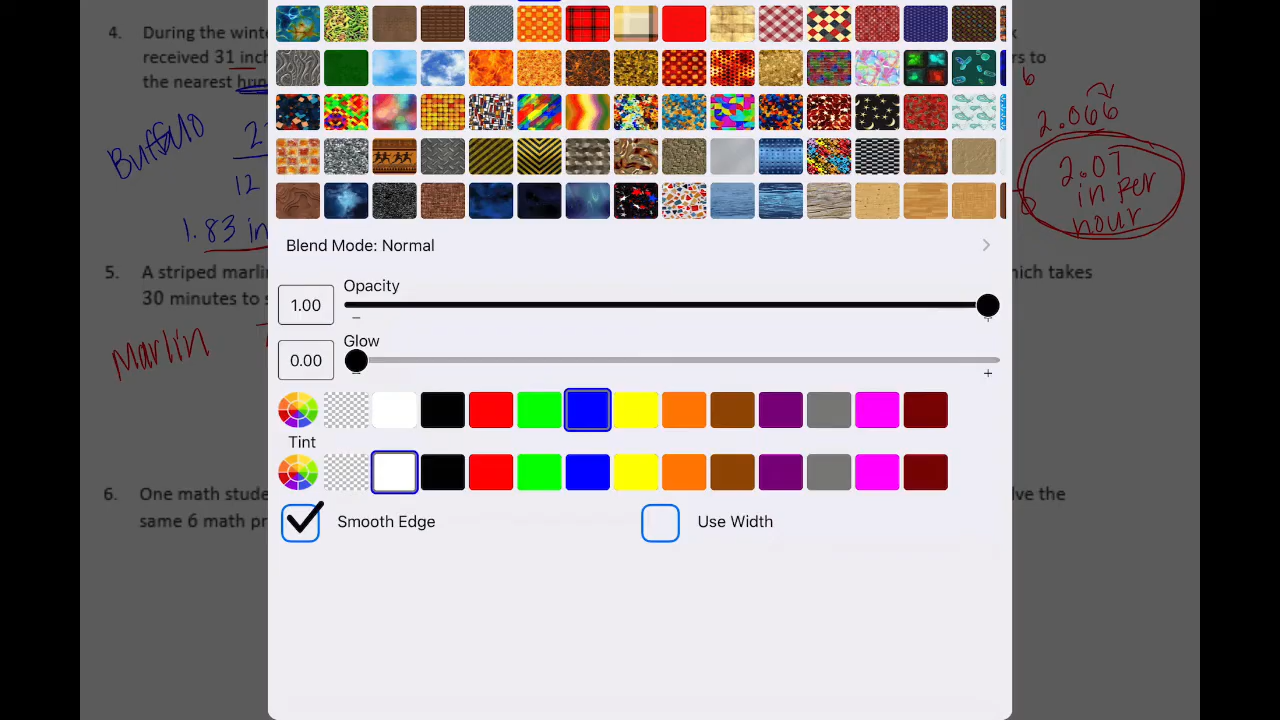 4. During the winte
received 31 inch rs to
the nearest hun
Buffalo
12
1.83 in
6
2.066
2.07
in per
hour
Blend Mode: Normal
5. A striped marlin hich takes
30 minutes to s
Marlin
Opacity
1.00
Glow
0.00
Tint
6. One math stude lve the
same 6 math pr
Smooth Edge Use Width